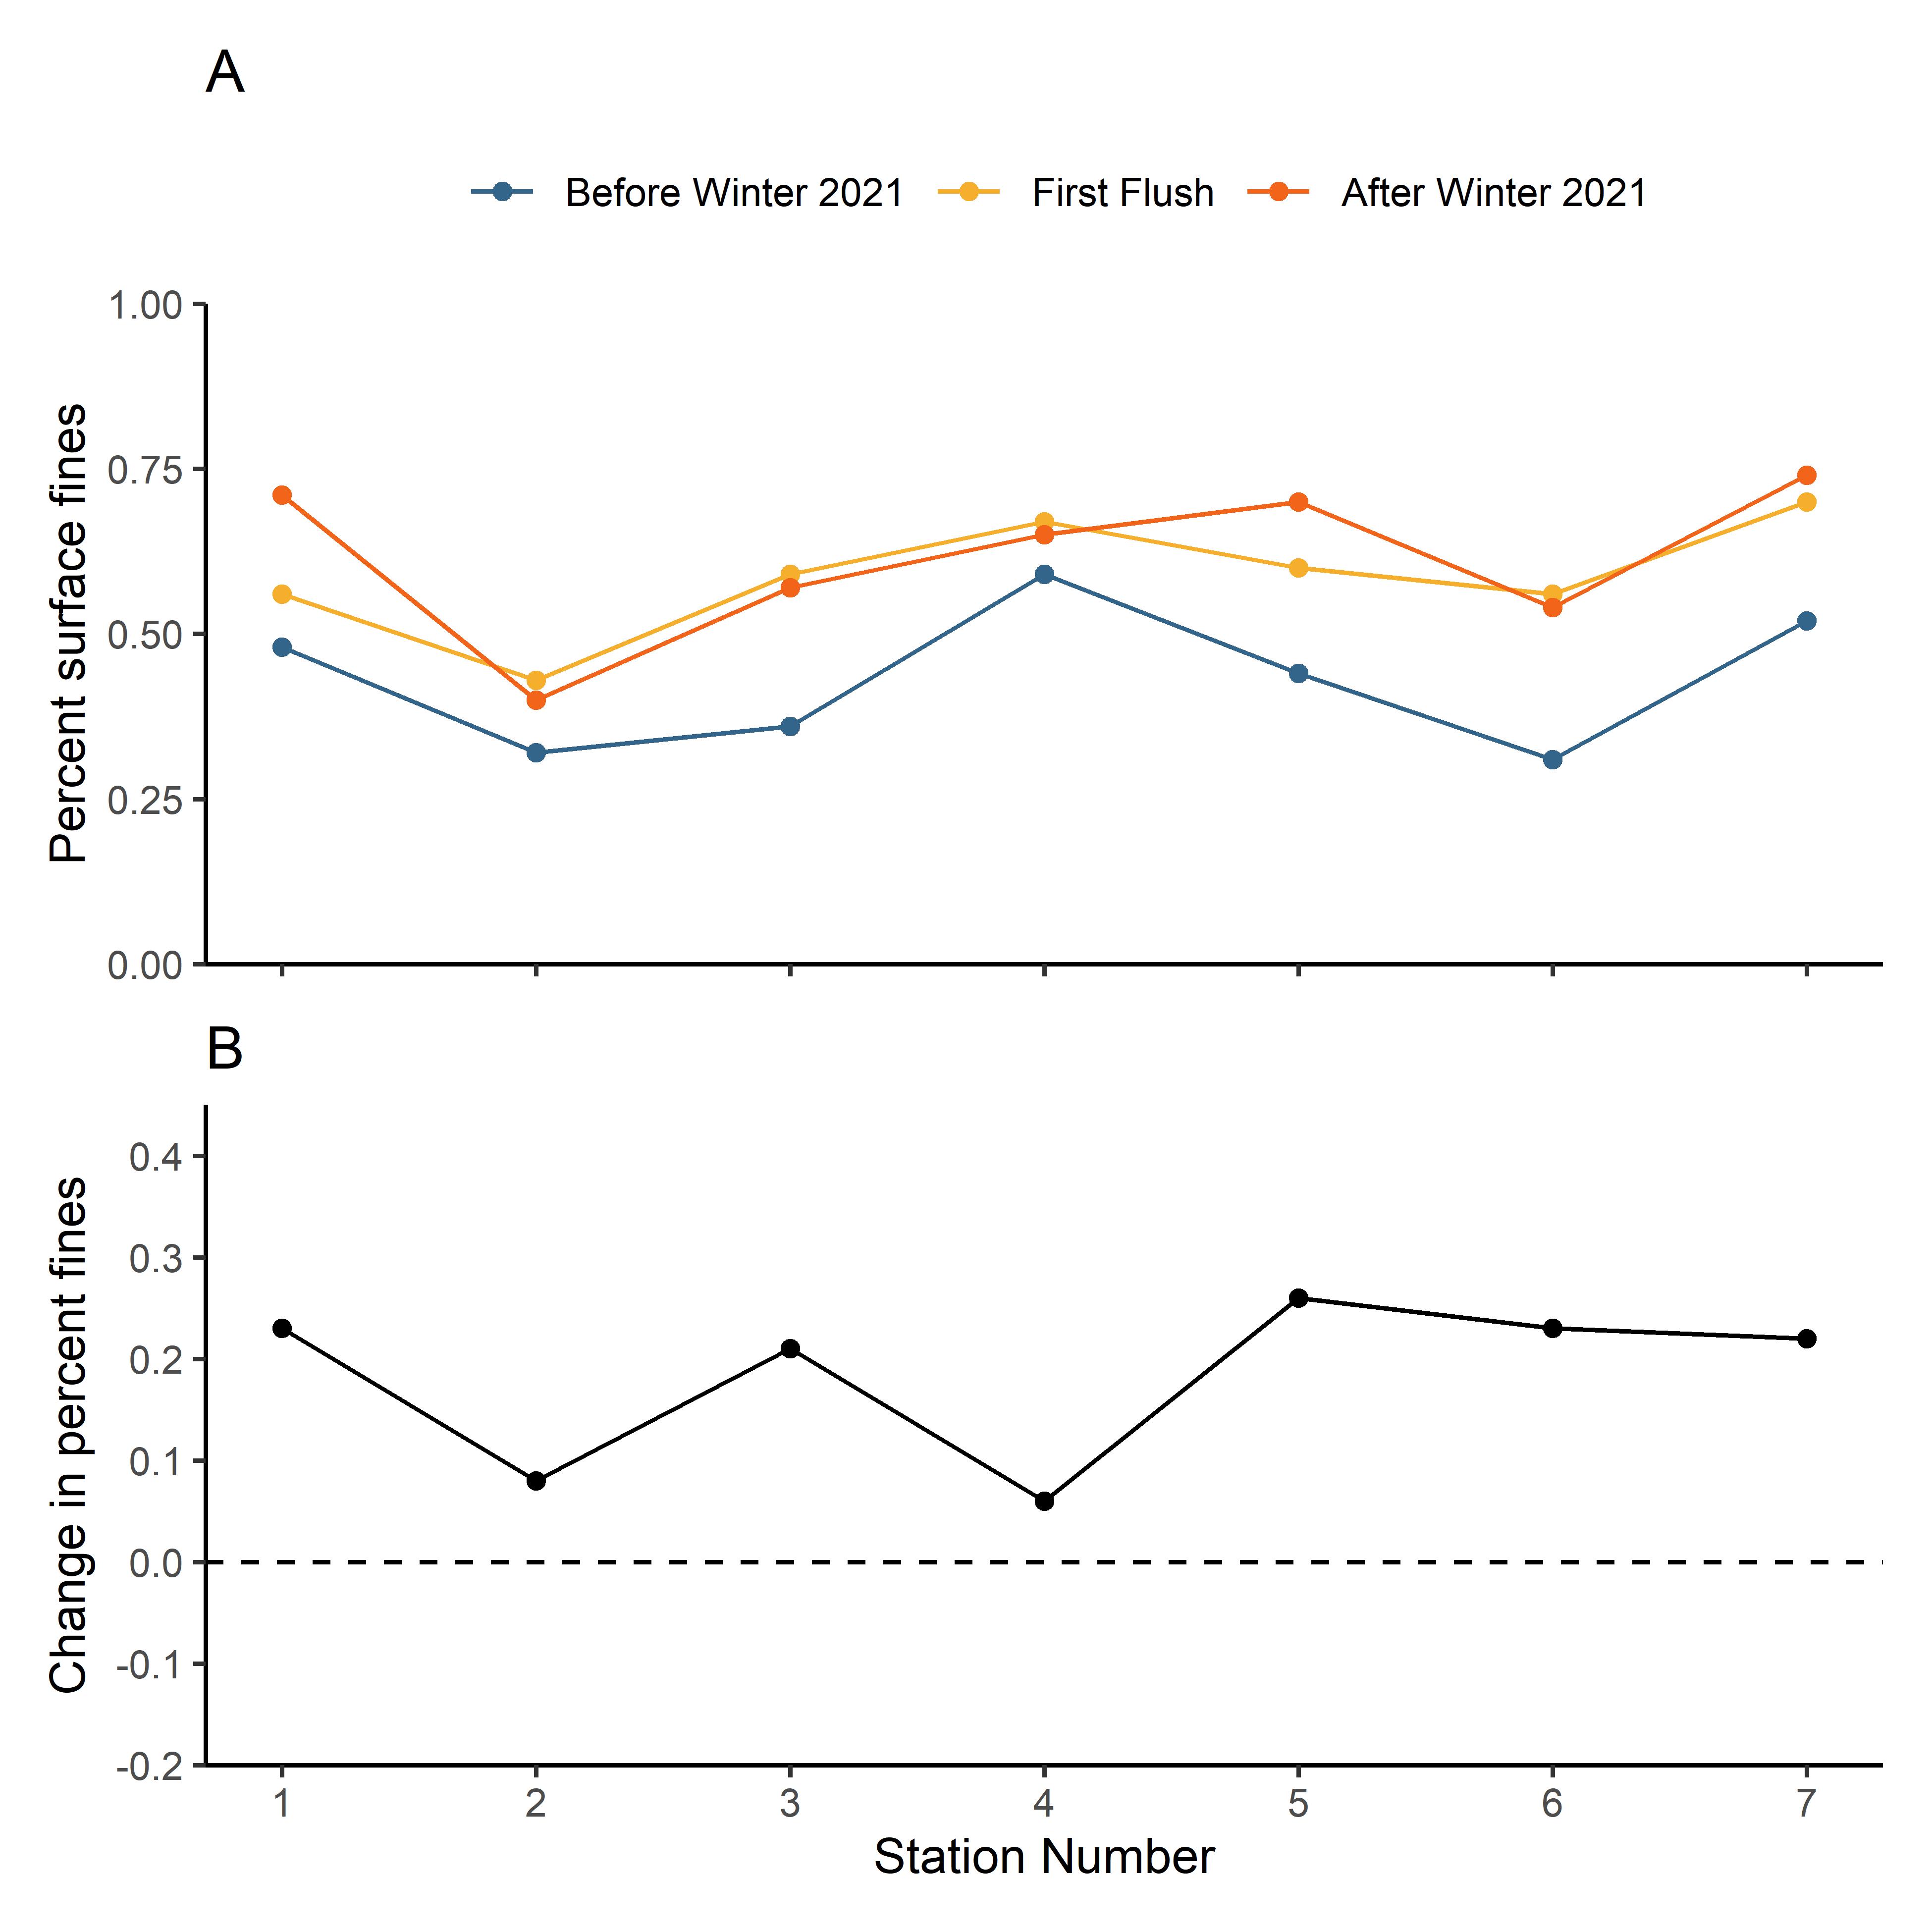 A
Before Winter 2021 First Flush After Winter 2021
Percent surface fines
1.00
0.75
0.50
0.25
0.00
B
Change in percent fines
0.4
0.3
0.2
0.1
0.0
-0.1
-0.2
1 2 3 4 5 6 7
Station Number